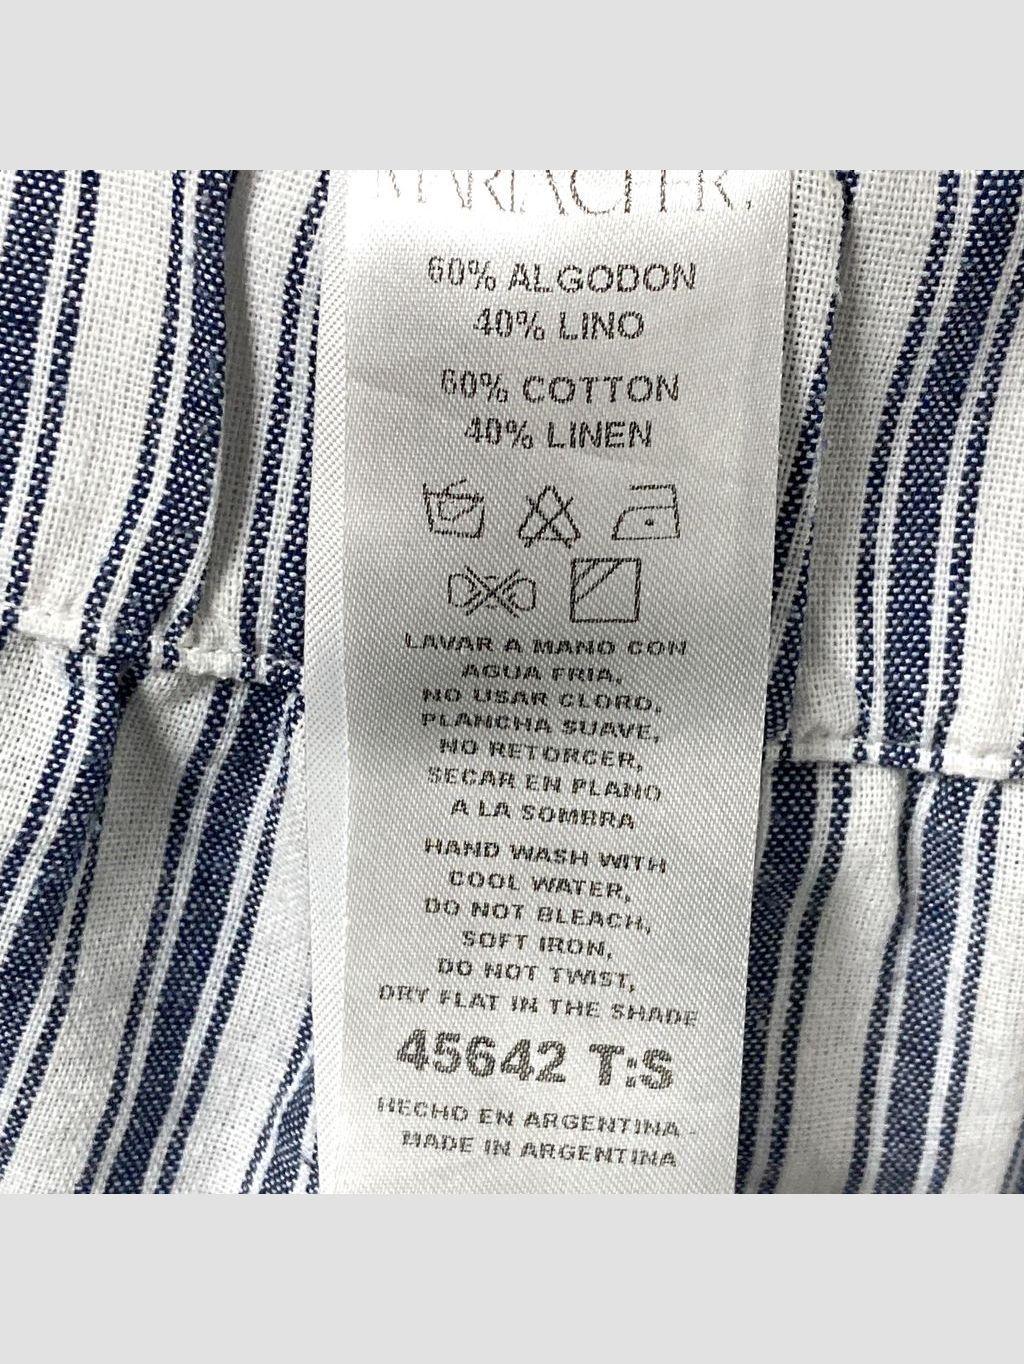 60% ALGODON
40% LINO
60% COTTON
40% LINEN
LAVAR A MANO CON
AGUA FRIA,
NO USAR CLORO,
PLANCHA SUAVE,
NO RETORCER,
SECAR EN PLANO
A LA SOMBRA
HAND WASH WITH
COOL WATER,
DO NOT BLEACH,
SOFT IRON,
DO NOT TWIST,
DRY FLAT IN THE SHADE
45642 T:S
HECHO EN ARGENTINA -
MADE IN ARGENTINA